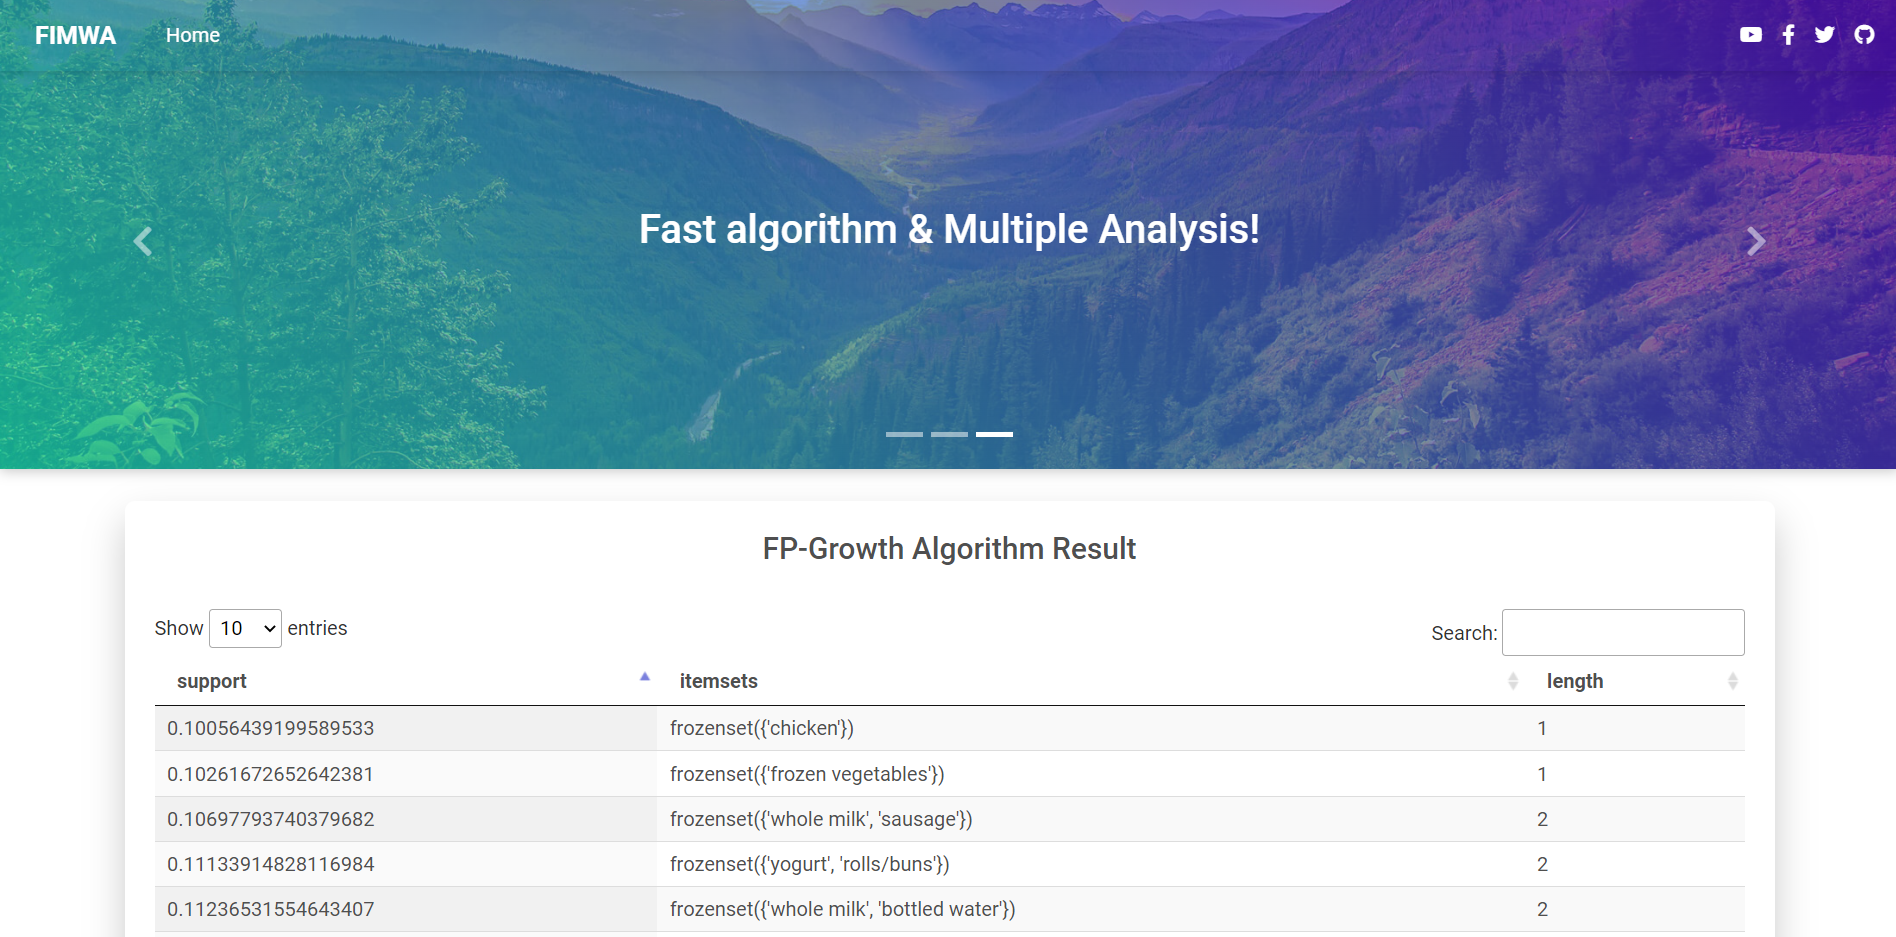 FIMWA Home
Fast algorithm & Multiple Analysis!
FP-Growth Algorithm Result
Show 10 entries Search:
support itemsets length
0.10056439199589533 frozenset({'chicken'}) 1
0.10261672652642381 frozenset({'frozen vegetables'}) 1
0.10697793740379682 frozenset({'whole milk', 'sausage'}) 2
0.11133914828116984 frozenset({'yogurt', 'rolls/buns'}) 2
0.11236531554643407 frozenset({'whole milk', 'bottled water'}) 2